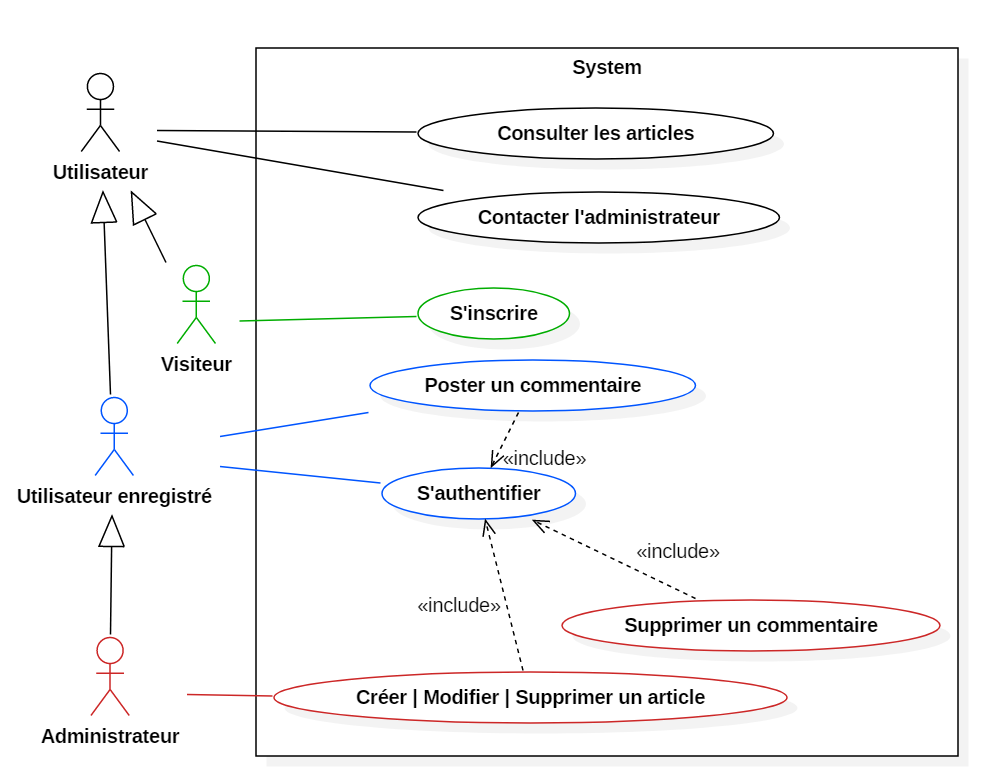 System
Consulter les articles
Utilisateur
Contacter l'administrateur
S'inscrire
Visiteur
Poster un commentaire
«include»
S'authentifier
Utilisateur enregistré
«include»
«include»
Supprimer un commentaire
Créer | Modifier | Supprimer un article
Administrateur